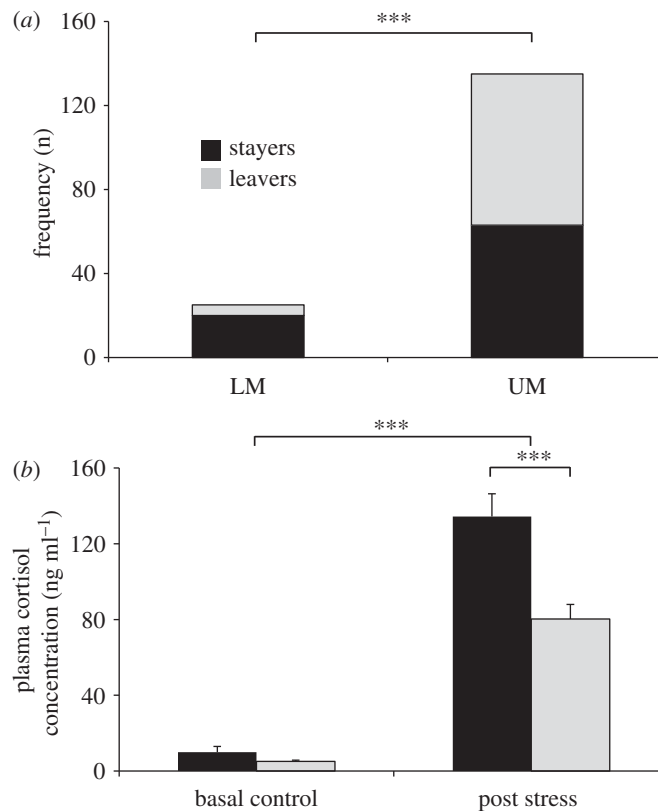 (a)
***
160
120
80
40
0
frequency (n)
stayers
leavers
LM
UM
(b)
***
***
160
120
80
40
0
plasma cortisol
concentration (ng ml⁻¹)
basal control
post stress